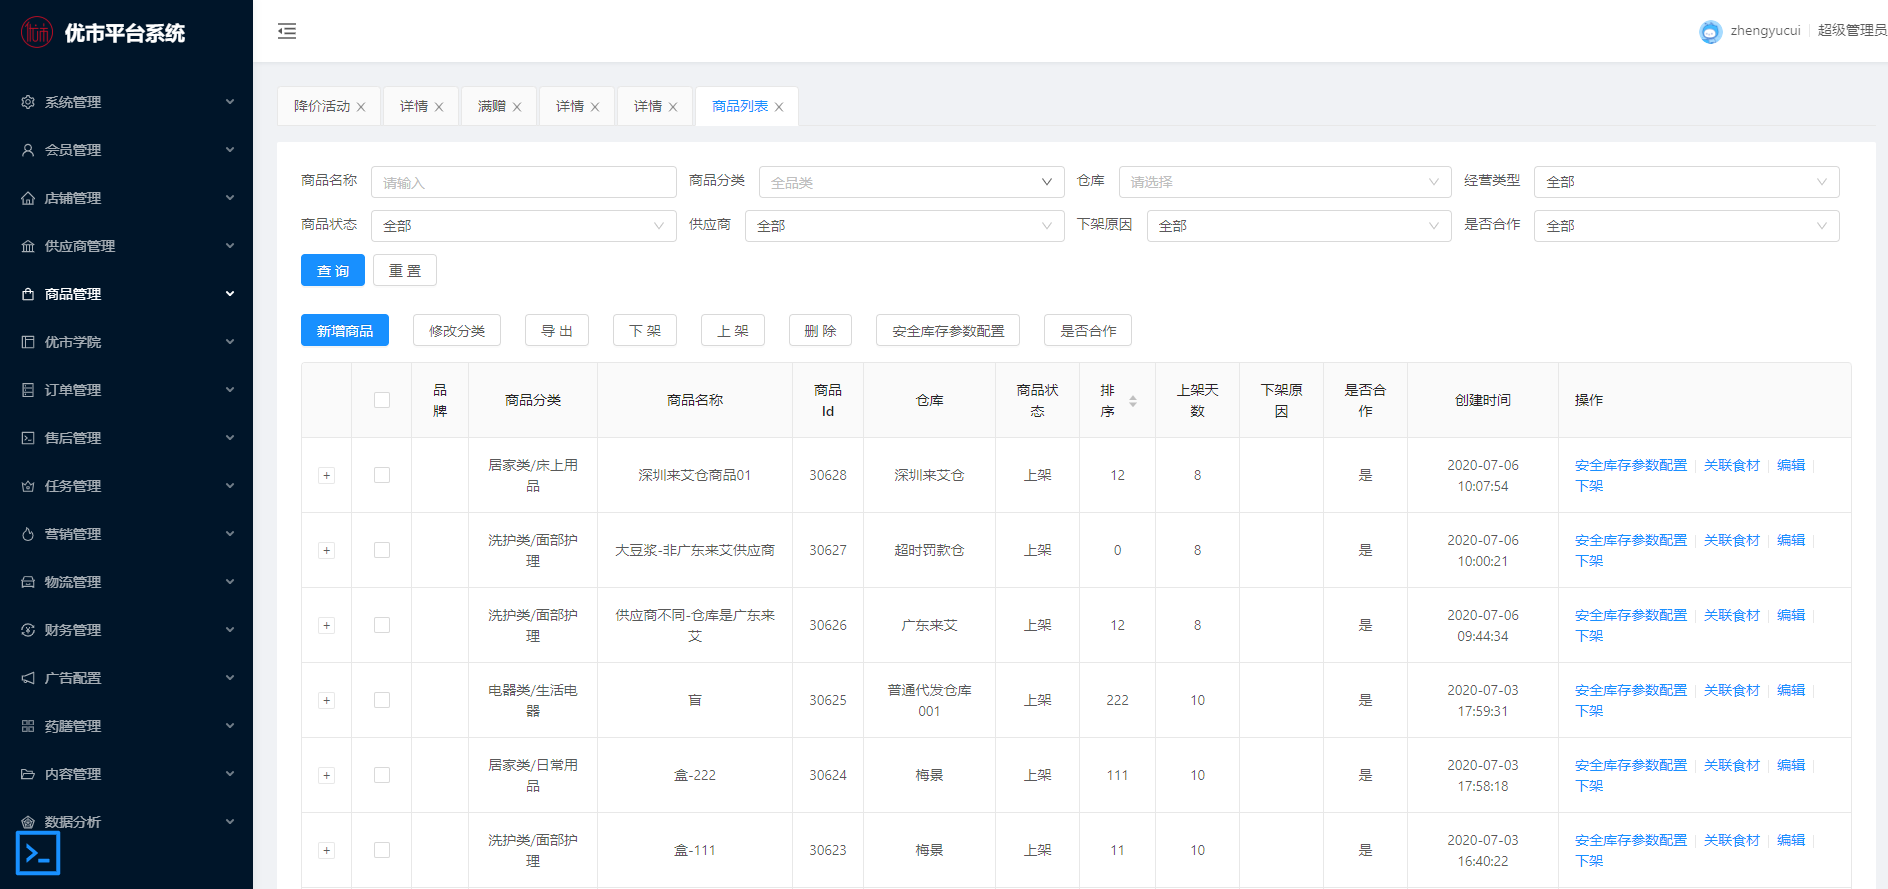 优市 优市平台系统
zhengyucui 超级管理员
系统管理
会员管理
店铺管理
供应商管理
商品管理
优市学院
订单管理
售后管理
任务管理
营销管理
物流管理
财务管理
广告配置
药膳管理
内容管理
数据分析
降价活动 详情 满赠 详情 详情 商品列表
商品名称 请输入 商品分类 全品类 仓库 请选择 经营类型 全部
商品状态 全部 供应商 全部 下架原因 全部 是否合作 全部
查 询 重 置
新增商品 修改分类 导 出 下 架 上 架 删 除 安全库存参数配置 是否合作
品牌 商品分类 商品名称 商品Id 仓库 商品状态 排序 上架天数 下架原因 是否合作 创建时间 操作
居家类/床上用品 深圳来艾仓商品01 30628 深圳来艾仓 上架 12 8 是 2020-07-06 10:07:54 安全库存参数配置 关联食材 编辑 下架
洗护类/面部护理 大豆浆-非广东来艾供应商 30627 超时罚款仓 上架 0 8 是 2020-07-06 10:00:21 安全库存参数配置 关联食材 编辑 下架
洗护类/面部护理 供应商不同-仓库是广东来艾 30626 广东来艾 上架 12 8 是 2020-07-06 09:44:34 安全库存参数配置 关联食材 编辑 下架
电器类/生活电器 盲 30625 普通代发仓库001 上架 222 10 是 2020-07-03 17:59:31 安全库存参数配置 关联食材 编辑 下架
居家类/日常用品 盒-222 30624 梅景 上架 111 10 是 2020-07-03 17:58:18 安全库存参数配置 关联食材 编辑 下架
洗护类/面部护理 盒-111 30623 梅景 上架 11 10 是 2020-07-03 16:40:22 安全库存参数配置 关联食材 编辑 下架